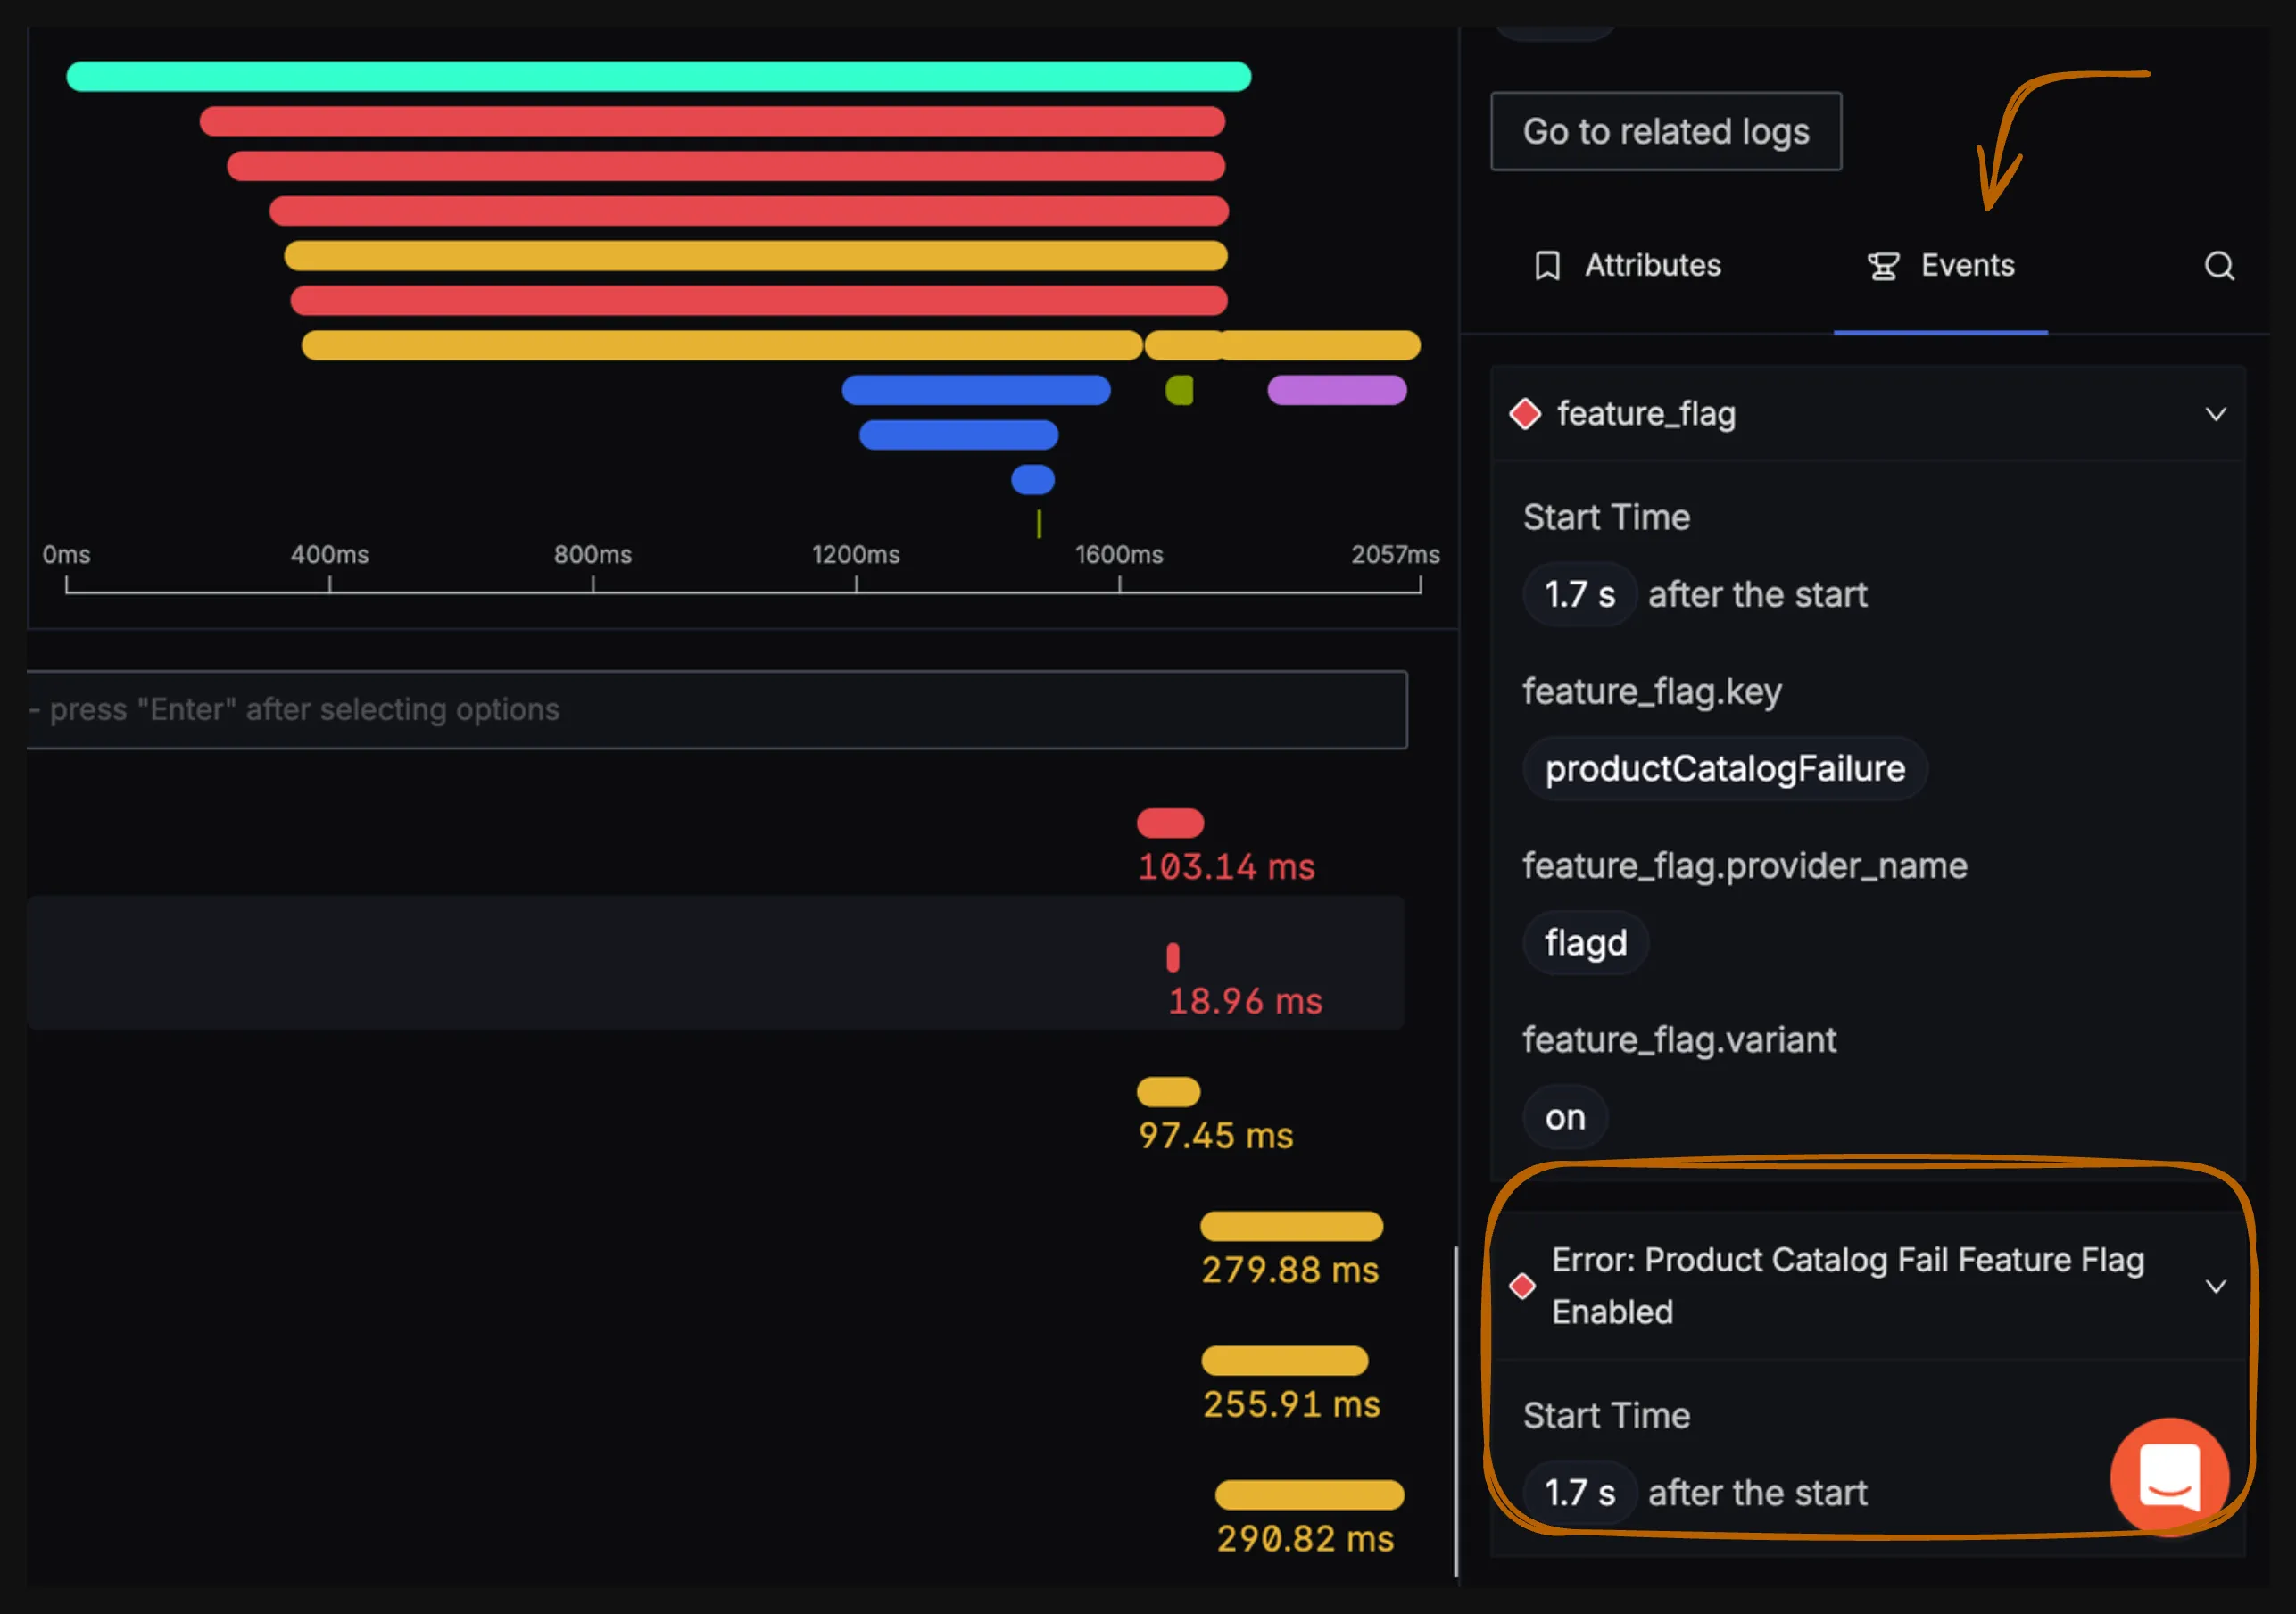 0ms 400ms 800ms 1200ms 1600ms 2057ms
- press "Enter" after selecting options
103.14 ms
18.96 ms
97.45 ms
279.88 ms
255.91 ms
290.82 ms
Go to related logs
Attributes Events
feature_flag
Start Time
1.7 s after the start
feature_flag.key
productCatalogFailure
feature_flag.provider_name
flagd
feature_flag.variant
on
Error: Product Catalog Fail Feature Flag
Enabled
Start Time
1.7 s after the start